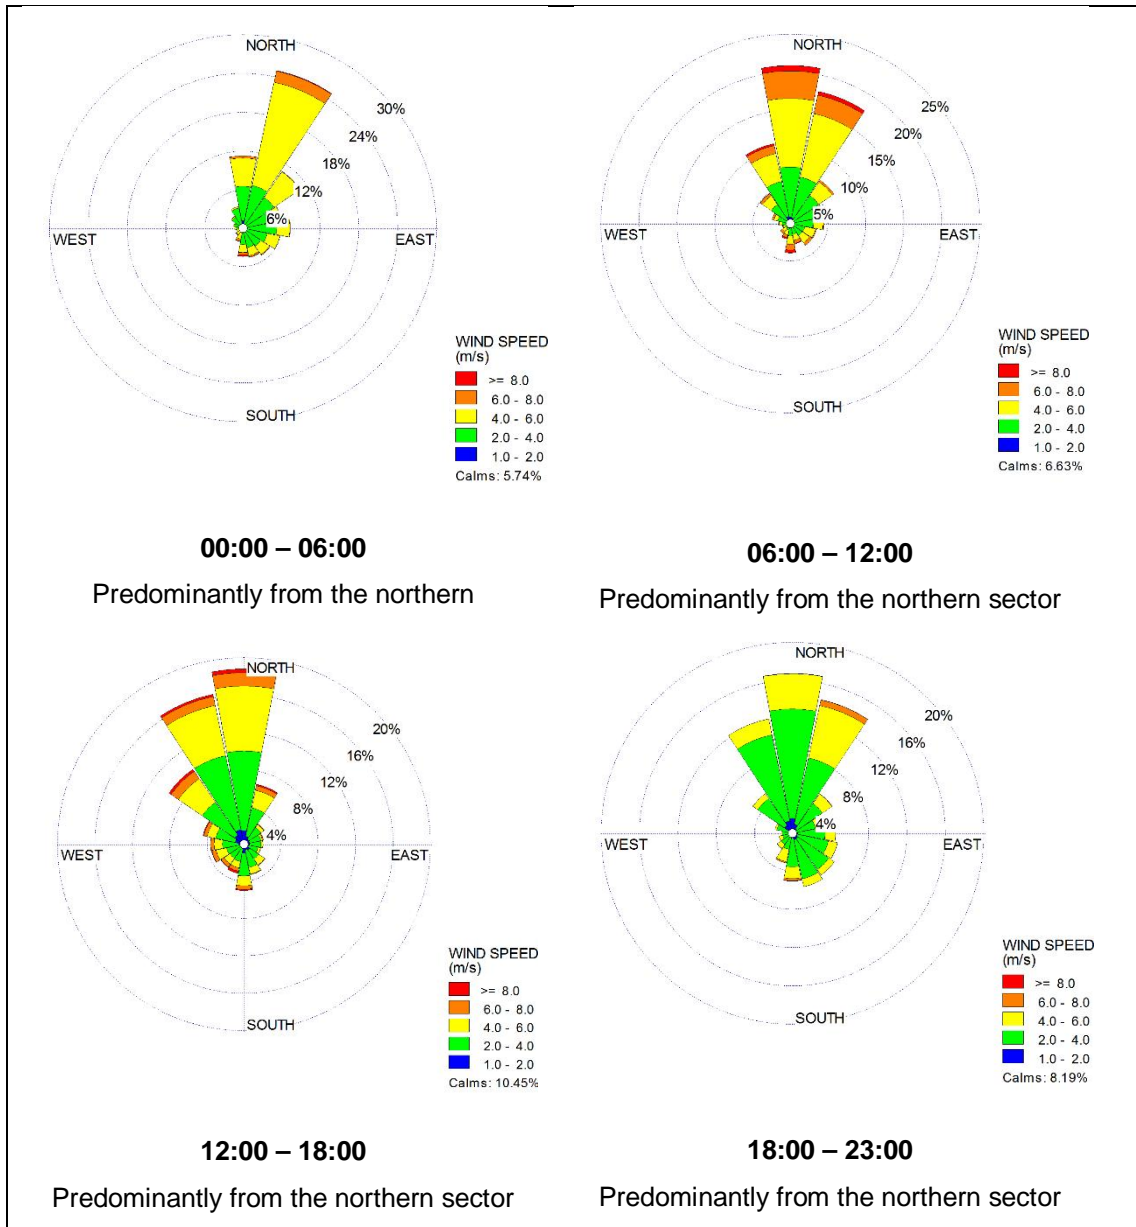 NORTH
30%
24%
18%
12%
6%
WEST
EAST
WIND SPEED
(m/s)
>= 8.0
6.0 - 8.0
4.0 - 6.0
2.0 - 4.0
1.0 - 2.0
Calms: 5.74%
SOUTH
00:00 – 06:00
Predominantly from the northern
NORTH
25%
20%
15%
10%
5%
WEST
EAST
WIND SPEED
(m/s)
>= 8.0
6.0 - 8.0
4.0 - 6.0
2.0 - 4.0
1.0 - 2.0
Calms: 6.63%
SOUTH
06:00 – 12:00
Predominantly from the northern sector
NORTH
20%
16%
12%
8%
4%
WEST
EAST
WIND SPEED
(m/s)
>= 8.0
6.0 - 8.0
4.0 - 6.0
2.0 - 4.0
1.0 - 2.0
Calms: 10.45%
SOUTH
12:00 – 18:00
Predominantly from the northern sector
NORTH
20%
16%
12%
8%
4%
WEST
EAST
WIND SPEED
(m/s)
>= 8.0
6.0 - 8.0
4.0 - 6.0
2.0 - 4.0
1.0 - 2.0
Calms: 8.19%
SOUTH
18:00 – 23:00
Predominantly from the northern sector